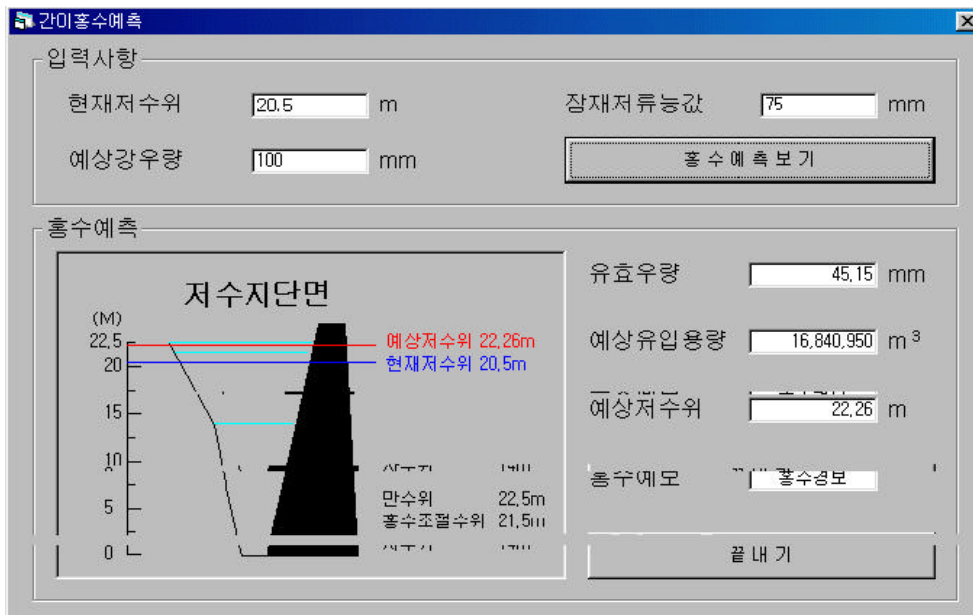 간이홍수예측
입력사항
현재저수위 20.5 m
잠재저류능값 75 mm
예상강우량 100 mm
홍수예측보기
홍수예측
저수지단면
(M)
22.5
20
15
10
5
0
예상저수위 22.26m
현재저수위 20.5m
만수위 22.5m
홍수조절수위 21.5m
유효우량 45.15 mm
예상유입용량 16,840,950 m³
예상저수위 22.26 m
홍수예보 홍수경보
끝내기